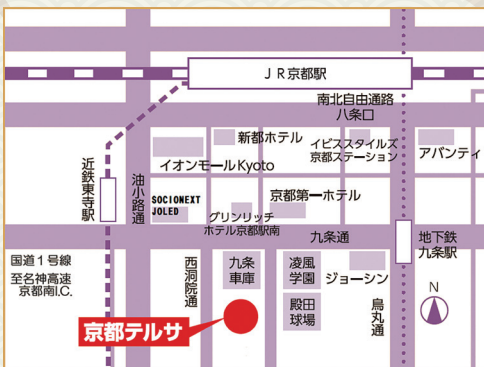 JR京都駅
南北自由通路
八条口
新都ホテル
イビススタイルズ
京都ステーション
アバンティ
イオンモールKyoto
近鉄東寺駅
油小路通
SOCIONEXT
JOLED
京都第一ホテル
グリンリッチ
ホテル京都駅南
九条通
地下鉄
九条駅
国道1号線
至名神高速
京都南I.C.
西洞院通
九条
車庫
凌風
学園
ジョーシン
殿田
球場
烏丸通
N
京都テルサ